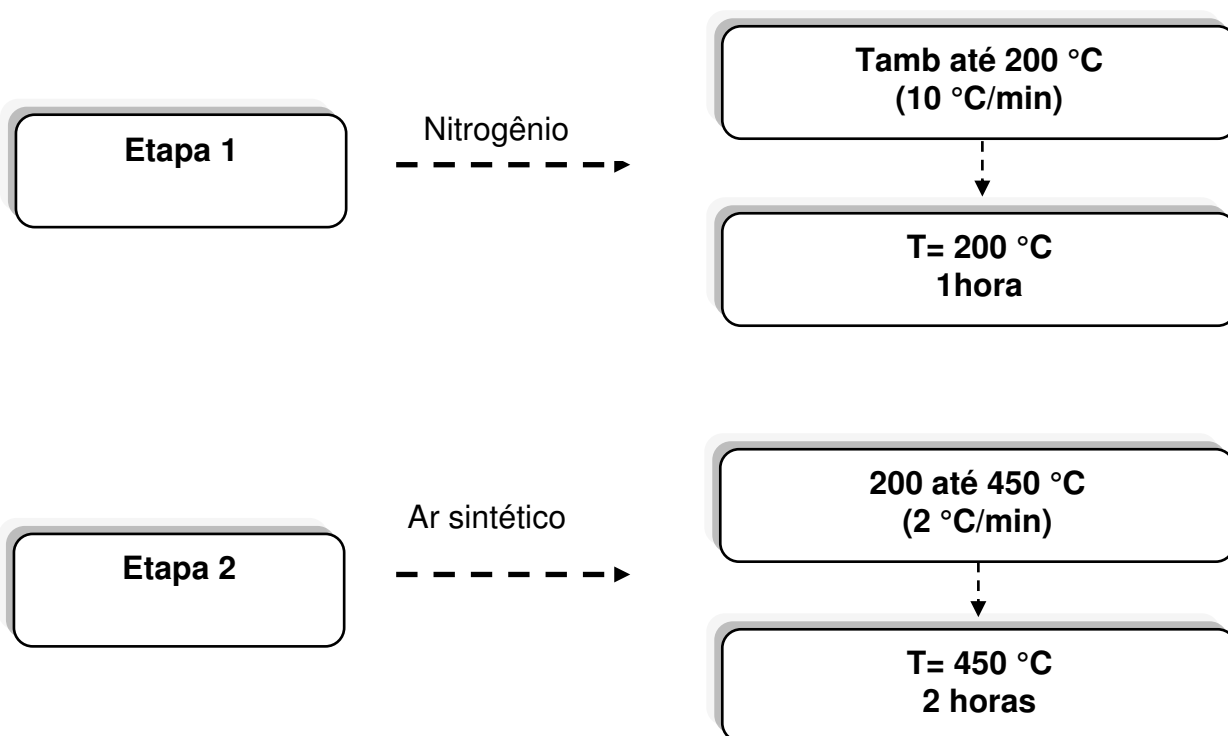 Etapa 1
Nitrogênio
Tamb até 200 °C
(10 °C/min)
T= 200 °C
1hora
Etapa 2
Ar sintético
200 até 450 °C
(2 °C/min)
T= 450 °C
2 horas